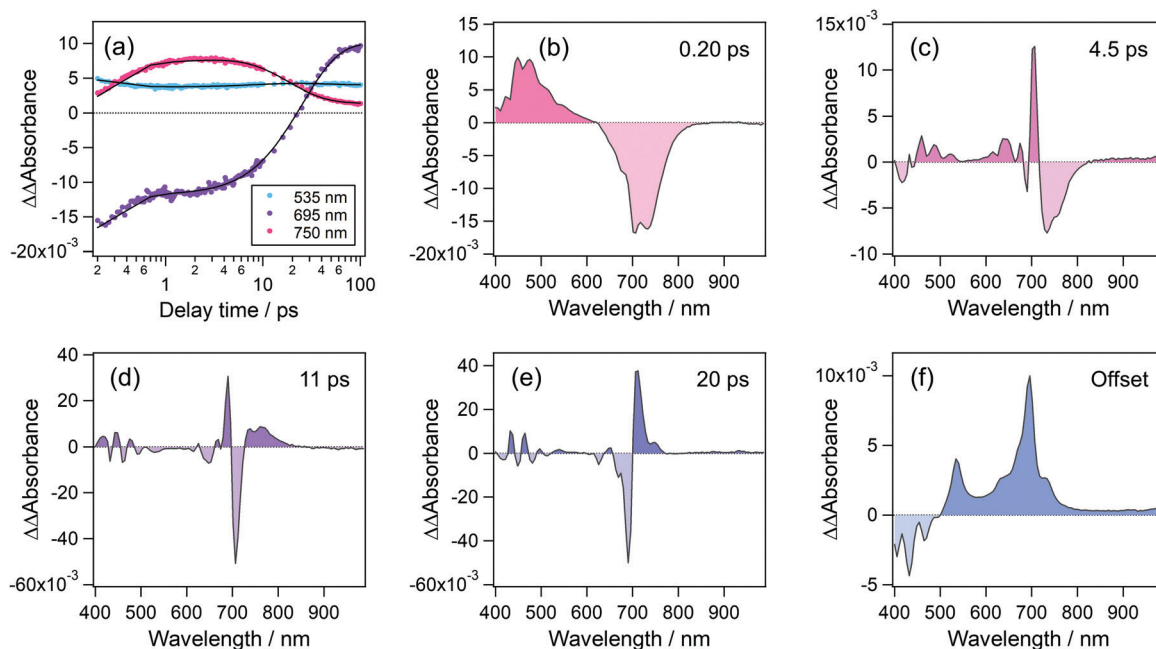 (a)
ΔΔAbsorbance
10
5
0
-5
-10
-15
-20x10-3
535 nm
695 nm
750 nm
2 4 6 1 2 4 6 10 2 4 6 100
Delay time / ps
(b) 0.20 ps
ΔΔAbsorbance
15
10
5
0
-5
-10
-15
-20x10-3
400 500 600 700 800 900
Wavelength / nm
(c) 4.5 ps
ΔΔAbsorbance
15x10-3
10
5
0
-5
-10
400 500 600 700 800 900
Wavelength / nm
(d) 11 ps
ΔΔAbsorbance
40
20
0
-20
-40
-60x10-3
400 500 600 700 800 900
Wavelength / nm
(e) 20 ps
ΔΔAbsorbance
40
20
0
-20
-40
-60x10-3
400 500 600 700 800 900
Wavelength / nm
(f) Offset
ΔΔAbsorbance
10x10-3
5
0
-5
400 500 600 700 800 900
Wavelength / nm